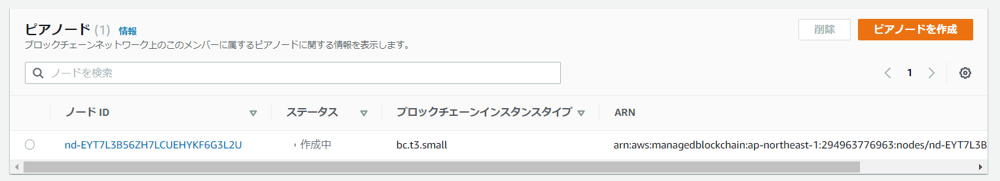 ピアノード (1) 情報
削除
ピアノードを作成
ブロックチェーンネットワーク上のこのメンバーに属するピアノードに関する情報を表示します。
ノードを検索
1
ノード ID ステータス ブロックチェーンインスタンスタイプ ARN
nd-EYT7L3B56ZH7LCUEHYKF6G3L2U 作成中 bc.t3.small arn:aws:managedblockchain:ap-northeast-1:294963776963:nodes/nd-EYT7L3B